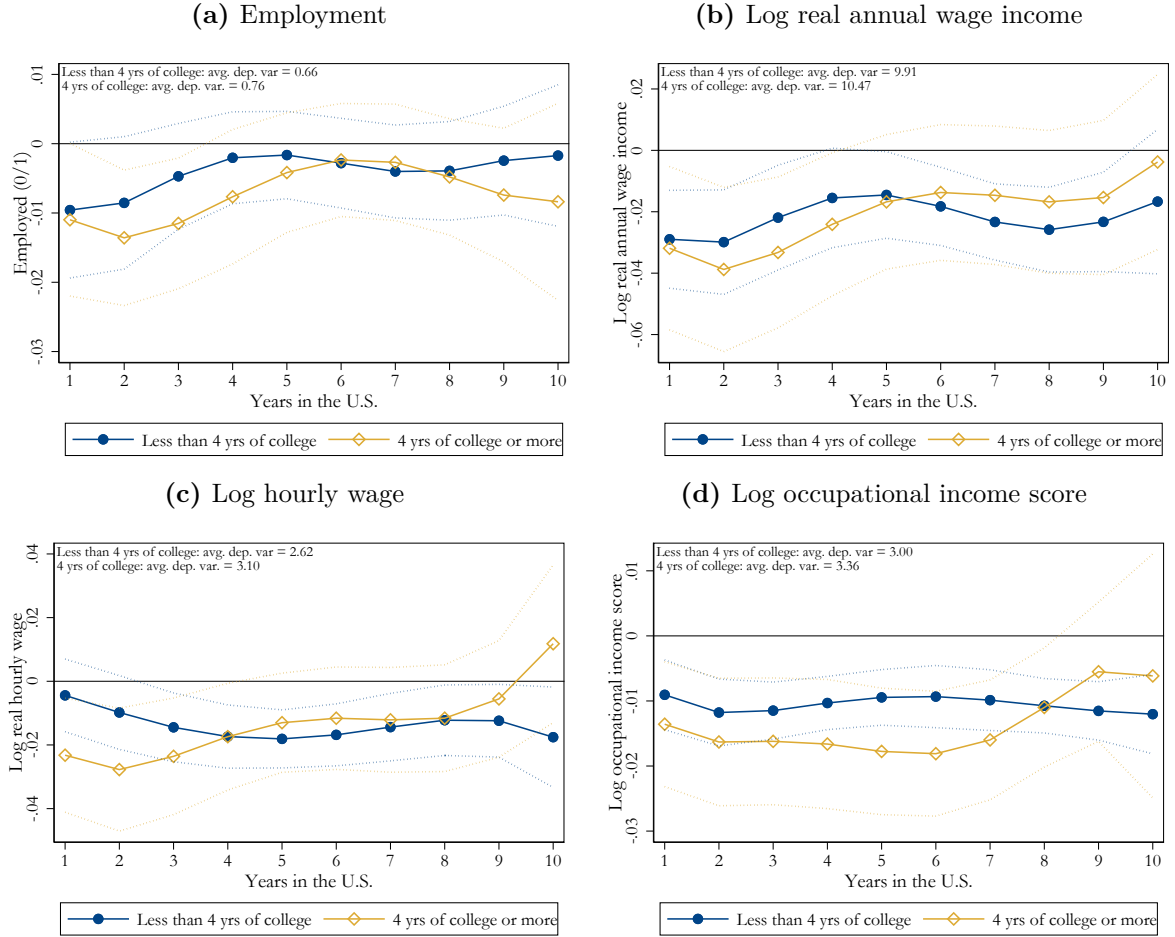 (a) Employment
Less than 4 yrs of college: avg. dep. var = 0.66
4 yrs of college: avg. dep. var. = 0.76
Employed (0/1)
.01
0
-.01
-.02
-.03
1 2 3 4 5 6 7 8 9 10
Years in the U.S.
Less than 4 yrs of college 4 yrs of college or more
(b) Log real annual wage income
Less than 4 yrs of college: avg. dep. var = 9.91
4 yrs of college: avg. dep. var. = 10.47
Log real annual wage income
.02
0
-.02
-.04
-.06
1 2 3 4 5 6 7 8 9 10
Years in the U.S.
Less than 4 yrs of college 4 yrs of college or more
(c) Log hourly wage
Less than 4 yrs of college: avg. dep. var = 2.62
4 yrs of college: avg. dep. var. = 3.10
Log real hourly wage
.04
.02
0
-.02
-.04
1 2 3 4 5 6 7 8 9 10
Years in the U.S.
Less than 4 yrs of college 4 yrs of college or more
(d) Log occupational income score
Less than 4 yrs of college: avg. dep. var = 3.00
4 yrs of college: avg. dep. var. = 3.36
Log occupational income score
.01
0
-.01
-.02
-.03
1 2 3 4 5 6 7 8 9 10
Years in the U.S.
Less than 4 yrs of college 4 yrs of college or more